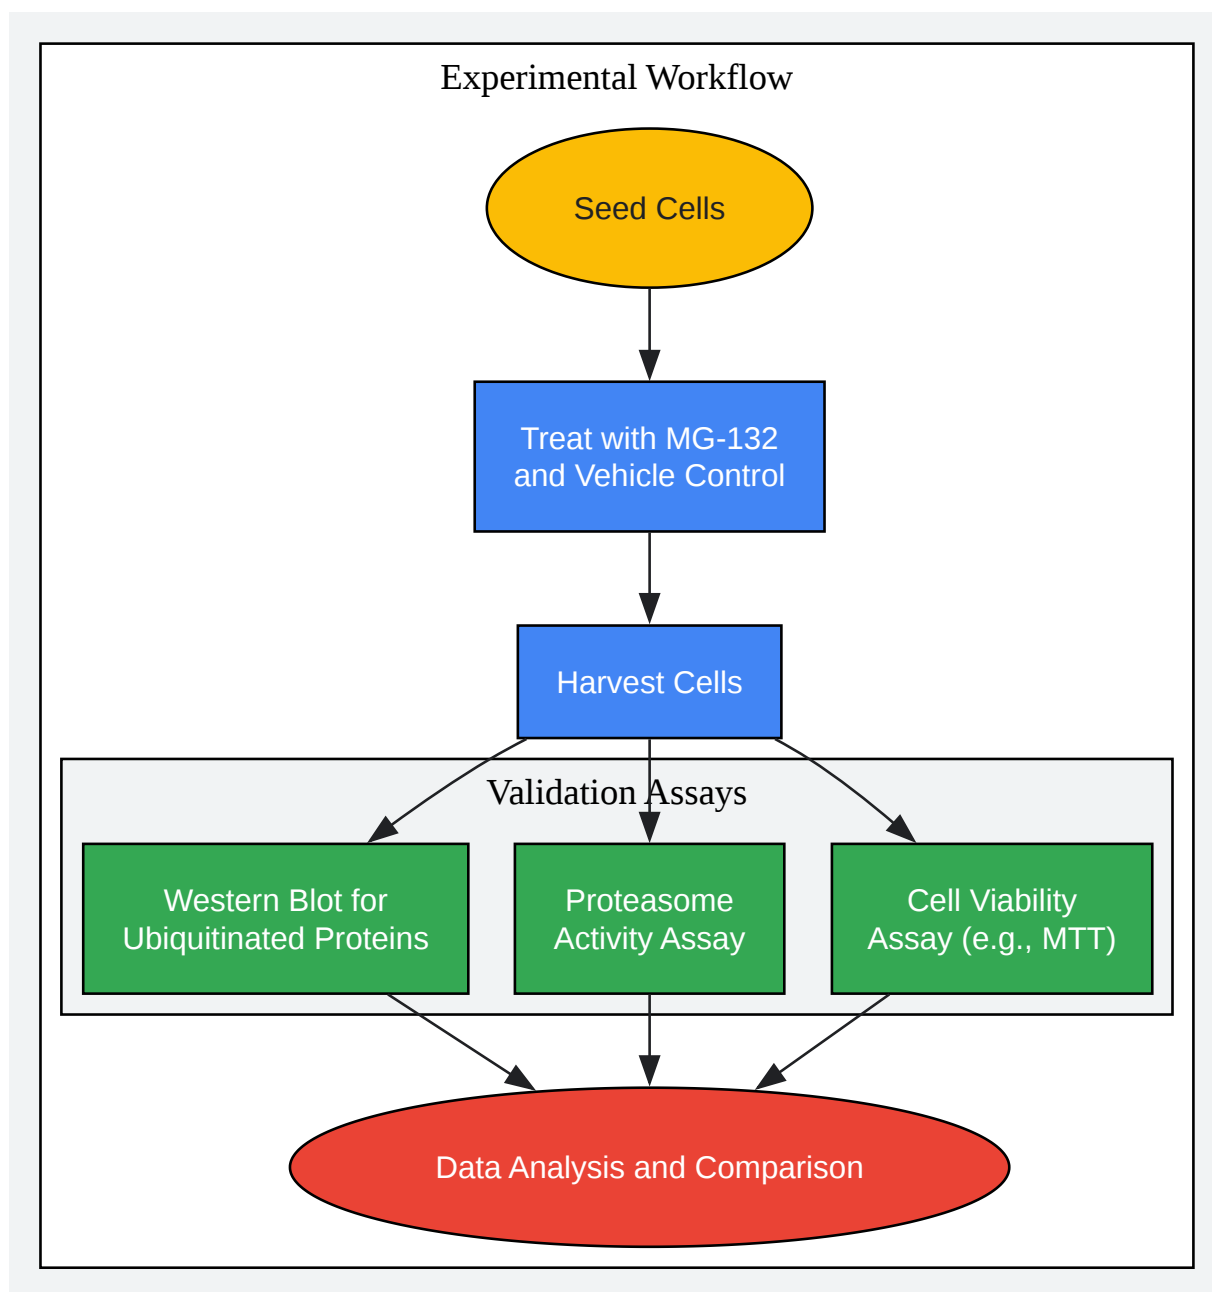 Experimental Workflow
Seed Cells
Treat with MG-132
and Vehicle Control
Harvest Cells
Validation Assays
Western Blot for
Ubiquitinated Proteins
Proteasome
Activity Assay
Cell Viability
Assay (e.g., MTT)
Data Analysis and Comparison